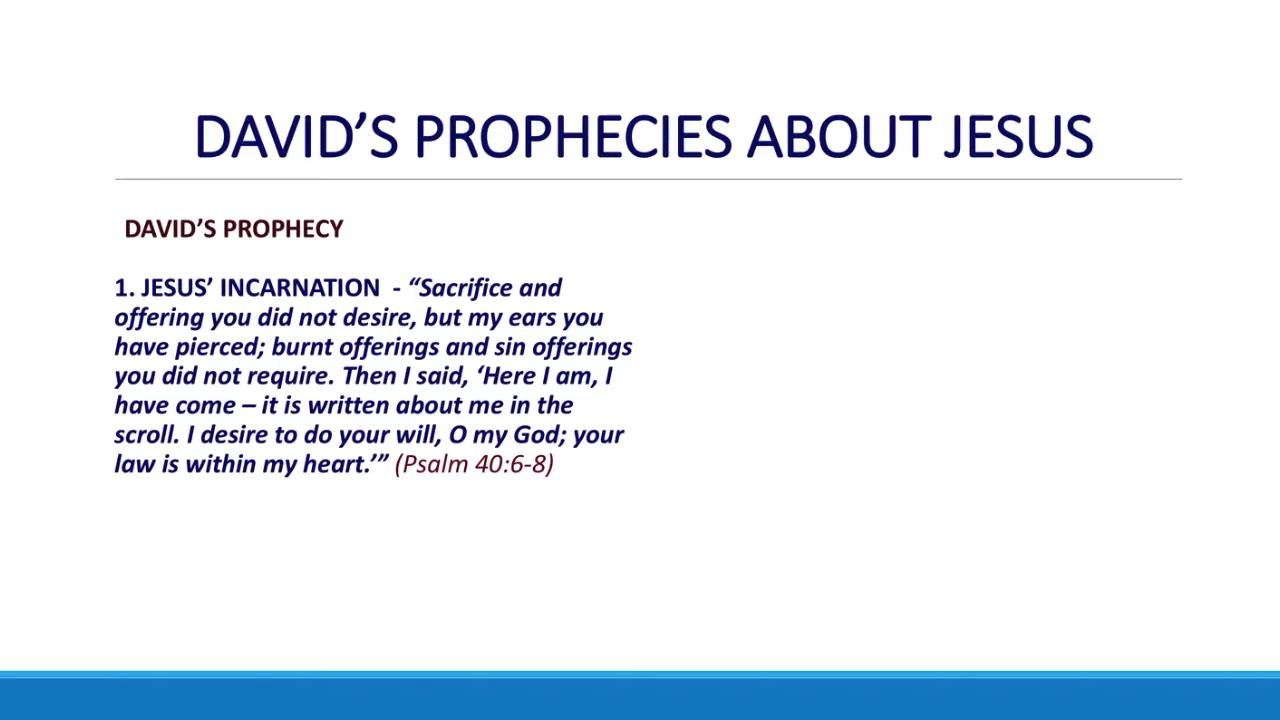 DAVID’S PROPHECIES ABOUT JESUS
DAVID’S PROPHECY
1. JESUS’ INCARNATION - “Sacrifice and
offering you did not desire, but my ears you
have pierced; burnt offerings and sin offerings
you did not require. Then I said, ‘Here I am, I
have come – it is written about me in the
scroll. I desire to do your will, O my God; your
law is within my heart.’” (Psalm 40:6-8)